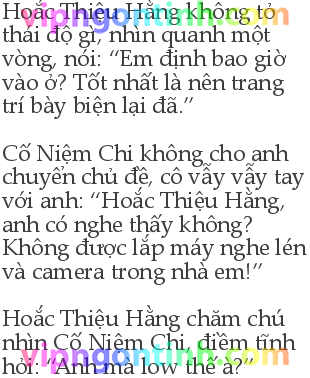 Hoắc Thiệu Hằng không tỏ
thái độ gì, nhìn quanh một
vòng, nói: “Em định bao giờ
vào ở? Tốt nhất là nên trang
trí bày biện lại đã.”
Cố Niệm Chi không cho anh
chuyển chủ đề, cô vẫy vẫy tay
với anh: “Hoắc Thiệu Hằng,
anh có nghe thấy không?
Không được lắp máy nghe lén
và camera trong nhà em!”
Hoắc Thiệu Hằng chăm chú
nhìn Cố Niệm Chi, điềm tĩnh
hỏi: “Anh mà low thế à?”
vipngontinh.com
vipngontinh.com